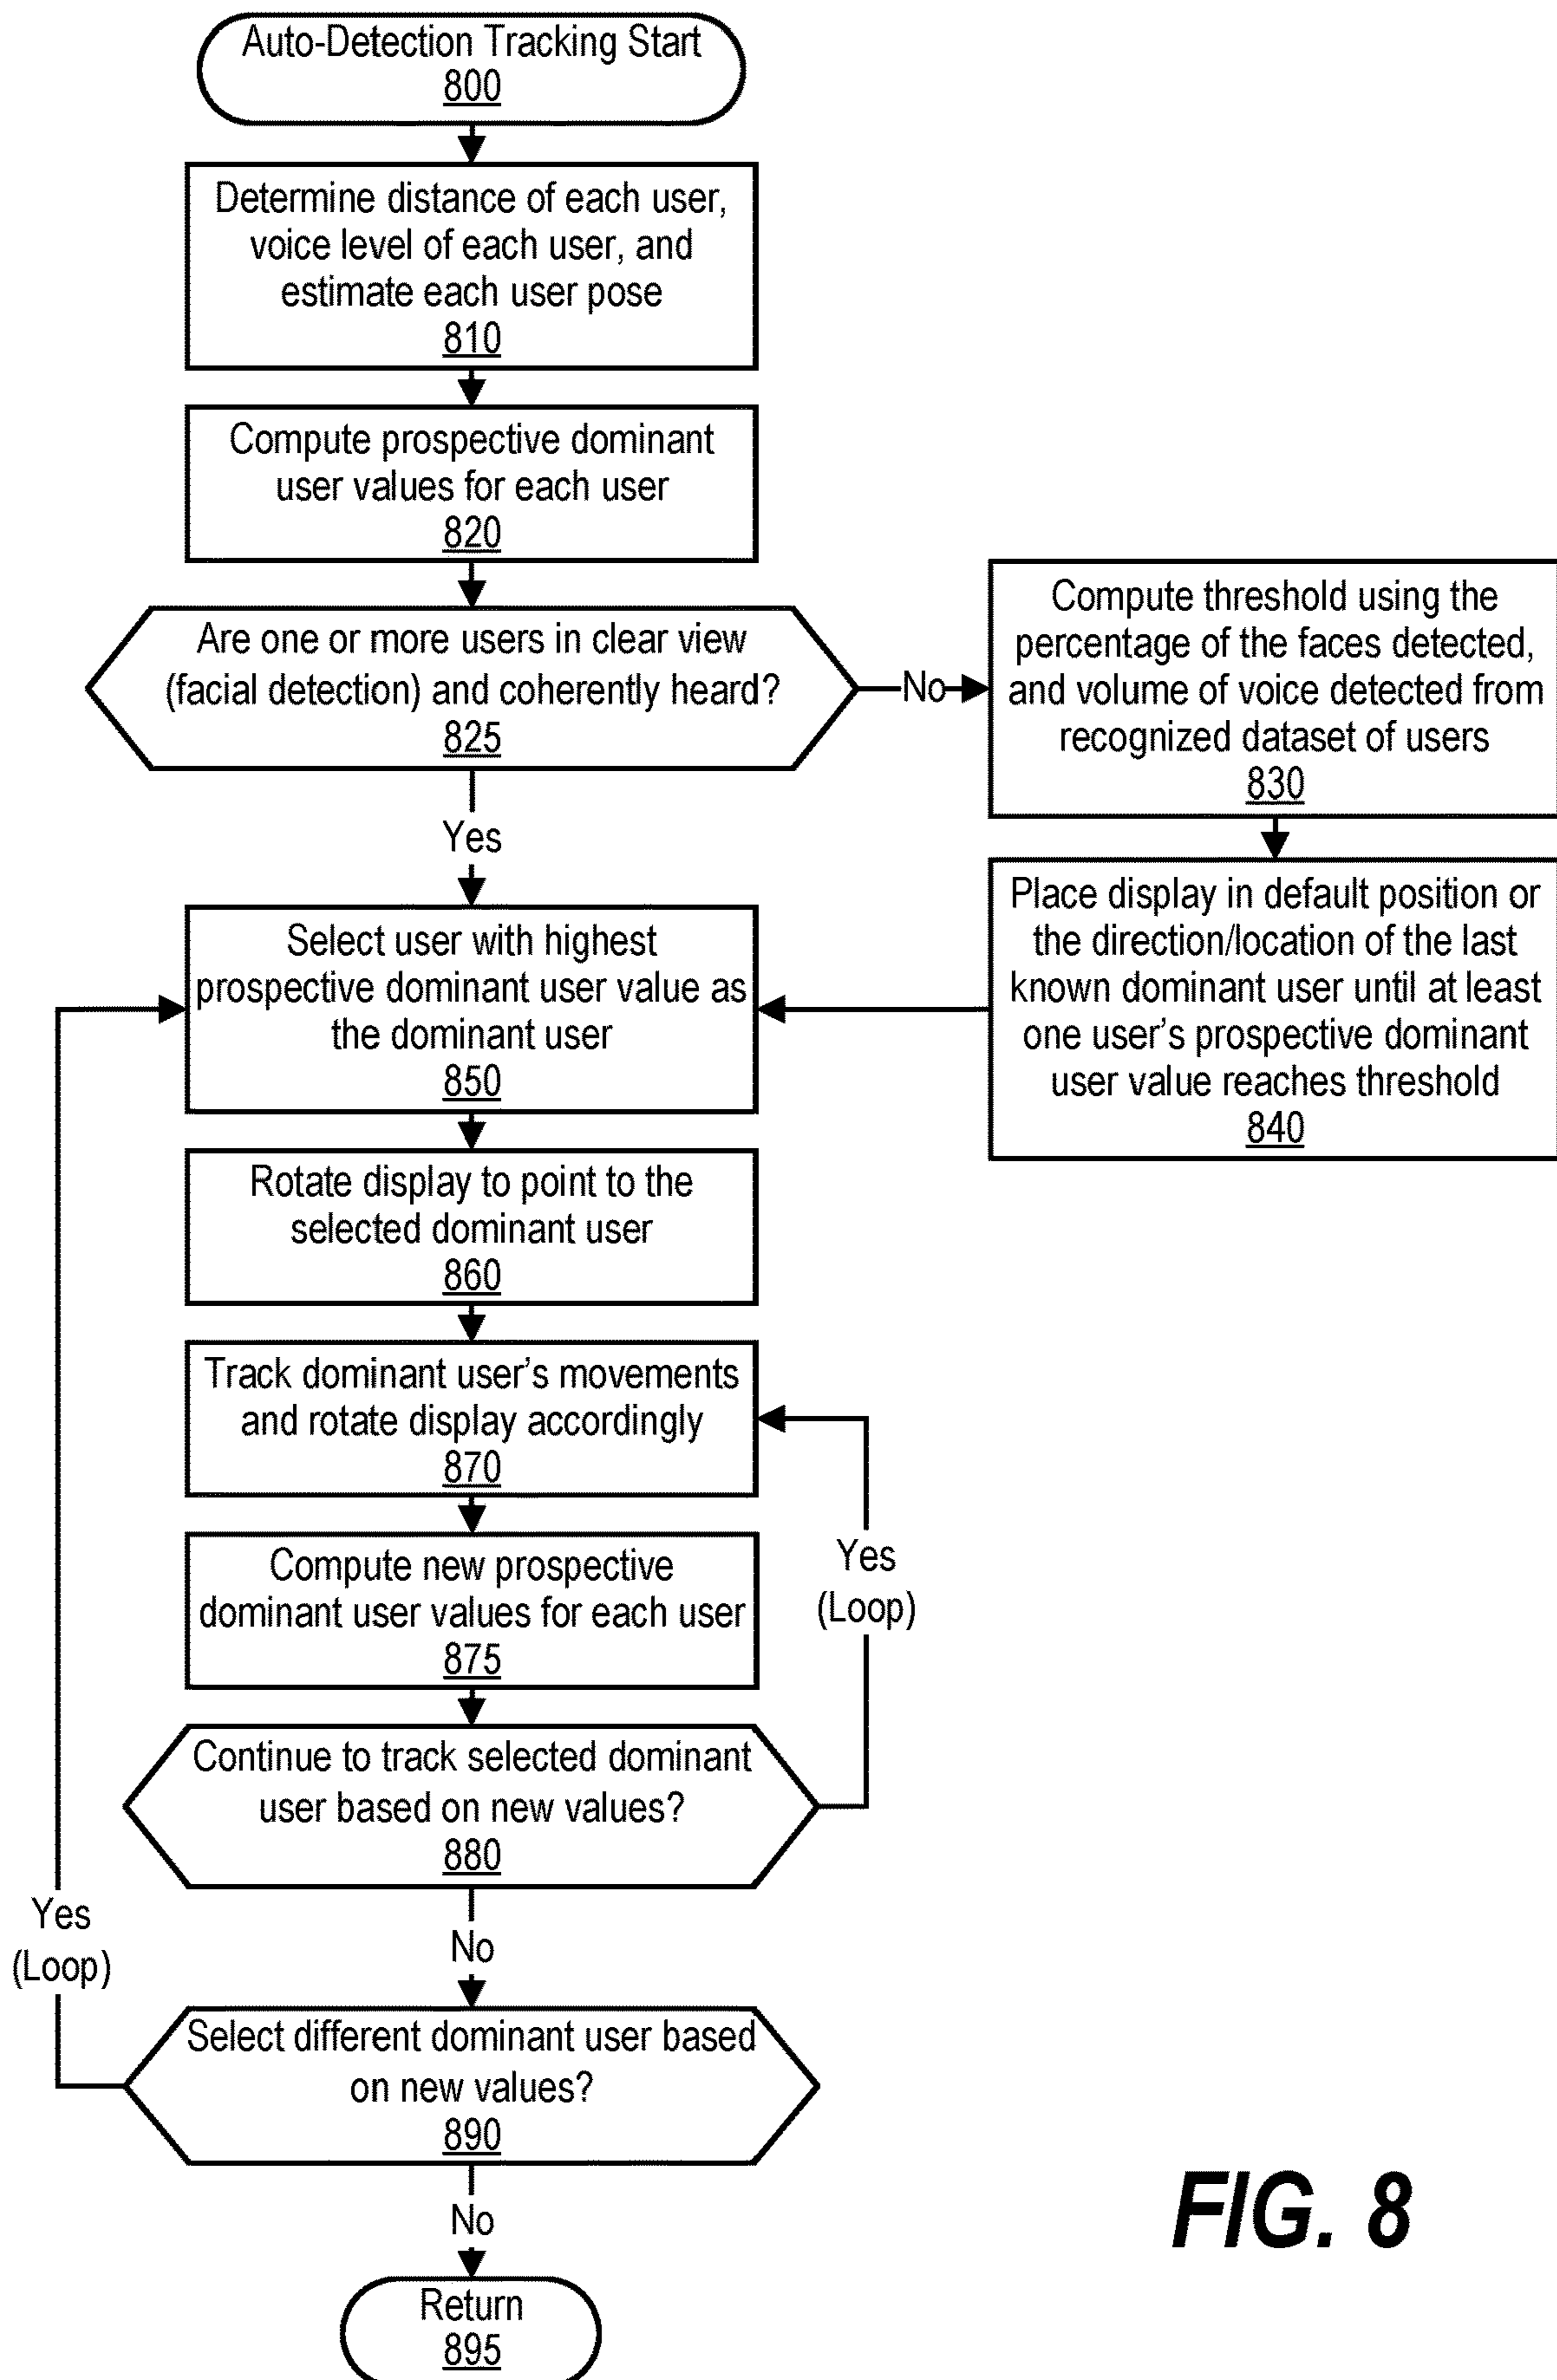 Auto-Detection Tracking Start
800
Determine distance of each user,
voice level of each user, and
estimate each user pose
810
Compute prospective dominant
user values for each user
820
Are one or more users in clear view
(facial detection) and coherently heard?
825
No
Compute threshold using the
percentage of the faces detected,
and volume of voice detected from
recognized dataset of users
830
Yes
Place display in default position or
the direction/location of the last
known dominant user until at least
one user's prospective dominant
user value reaches threshold
840
Select user with highest
prospective dominant user value as
the dominant user
850
Rotate display to point to the
selected dominant user
860
Track dominant user's movements
and rotate display accordingly
870
Compute new prospective
dominant user values for each user
875
Yes
(Loop)
Continue to track selected dominant
user based on new values?
880
Yes
(Loop)
No
Select different dominant user based
on new values?
890
No
Return
895
FIG. 8